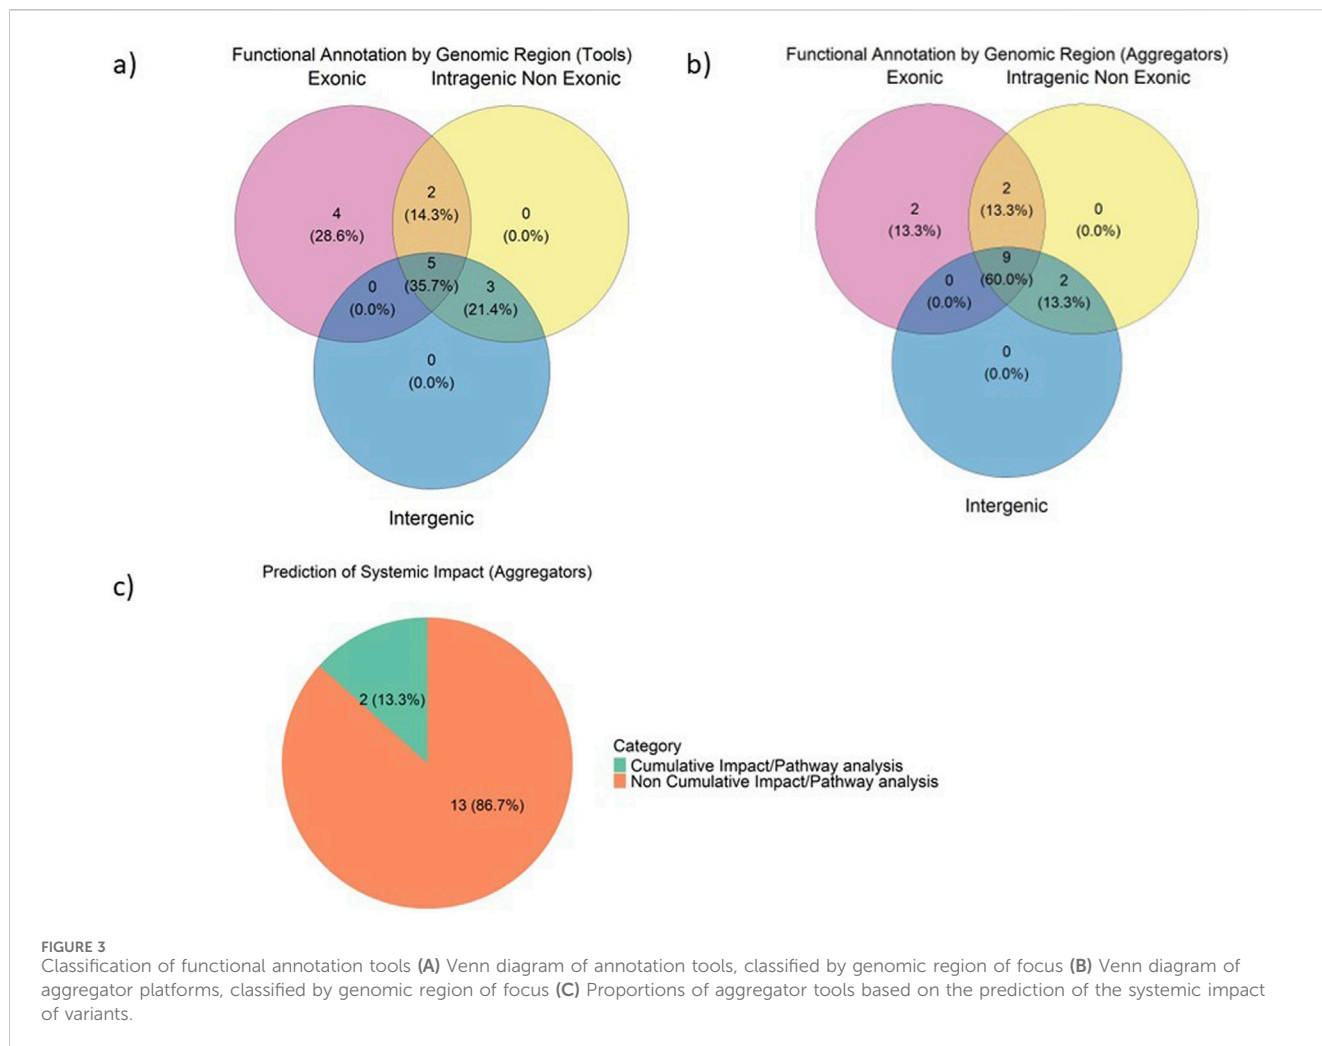 a)
Functional Annotation by Genomic Region (Tools)
Exonic
Intragenic Non Exonic
2
(14.3%)
4
(28.6%)
0
(0.0%)
5
(35.7%)
0
(0.0%)
3
(21.4%)
0
(0.0%)
Intergenic
b)
Functional Annotation by Genomic Region (Aggregators)
Exonic
Intragenic Non Exonic
2
(13.3%)
2
(13.3%)
0
(0.0%)
9
(60.0%)
0
(0.0%)
2
(13.3%)
0
(0.0%)
Intergenic
c)
Prediction of Systemic Impact (Aggregators)
2 (13.3%)
13 (86.7%)
Category
Cumulative Impact/Pathway analysis
Non Cumulative Impact/Pathway analysis
FIGURE 3
Classification of functional annotation tools (A) Venn diagram of annotation tools, classified by genomic region of focus (B) Venn diagram of
aggregator platforms, classified by genomic region of focus (C) Proportions of aggregator tools based on the prediction of the systemic impact
of variants.